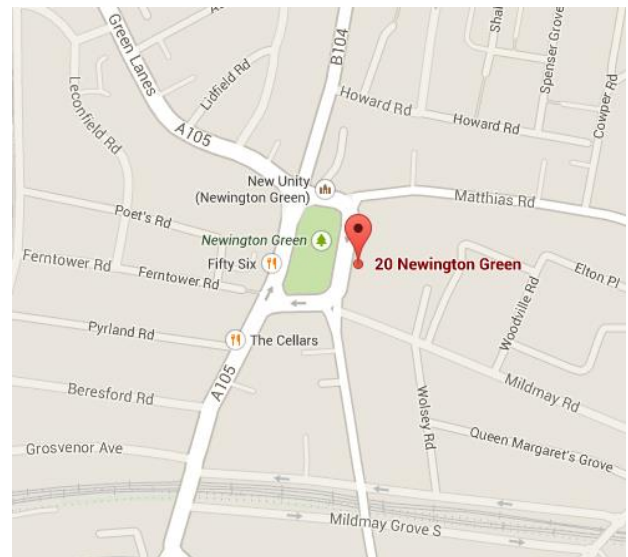 Green Lanes
A105
Leconfield Rd
Lidfield Rd
B104
Howard Rd
Howard Rd
Spenser Grove
Cowper Rd
New Unity
(Newington Green)
Matthias Rd
Poet's Rd
Newington Green
Fifty Six
20 Newington Green
Ferntower Rd
Ferntower Rd
Elton Pl
Woodville Rd
Pyrland Rd
The Cellars
Mildmay Rd
A105
Beresford Rd
Wolsey Rd
Queen Margaret's Grove
Grosvenor Ave
Mildmay Grove S